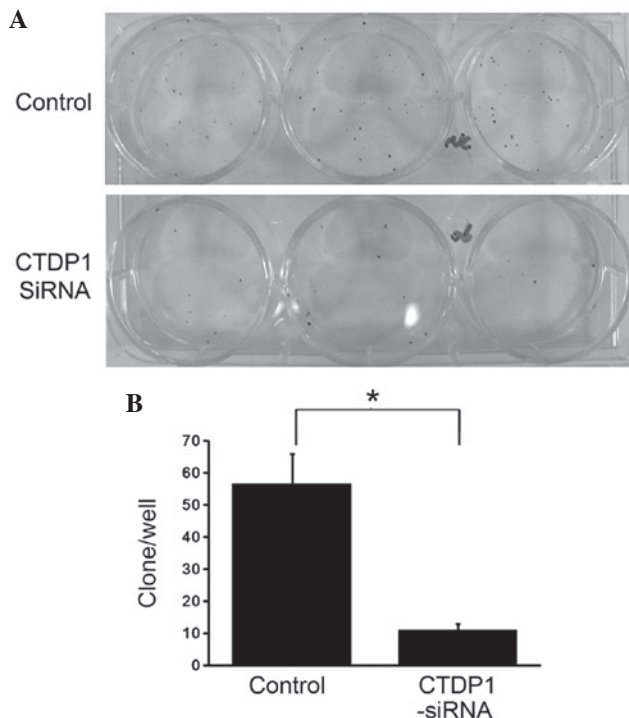 A
Control
CTDP1
SiRNA
B
*
Clone/well
70
60
50
40
30
20
10
0
Control
CTDP1
-siRNA